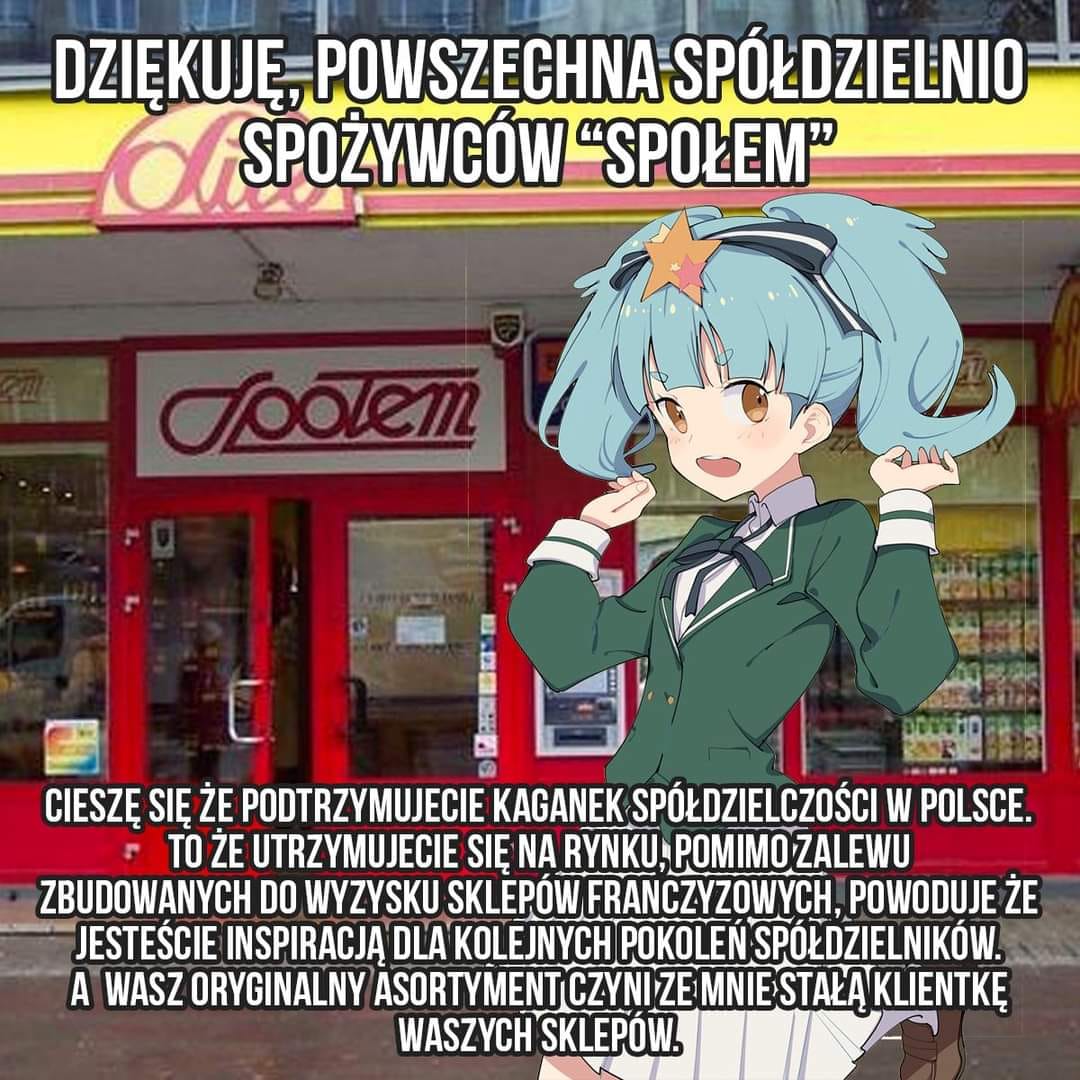 DZIĘKUJĘ, POWSZECHNA SPÓŁDZIELNIO
SPOŻYWCÓW “SPOŁEM”
Społem
CIESZĘ SIĘ ŻE PODTRZYMUJECIE KAGANEK SPÓŁDZIELCZOŚCI W POLSCE.
TO ŻE UTRZYMUJECIE SIĘ NA RYNKU, POMIMO ZALEWU
ZBUDOWANYCH DO WYZYSKU SKLEPÓW FRANCZYZOWYCH, POWODUJE ŻE
JESTEŚCIE INSPIRACJĄ DLA KOLEJNYCH POKOLEŃ SPÓŁDZIELNIKÓW.
A WASZ ORYGINALNY ASORTYMENT CZYNI ZE MNIE STAŁĄ KLIENTKĘ
WASZYCH SKLEPÓW.